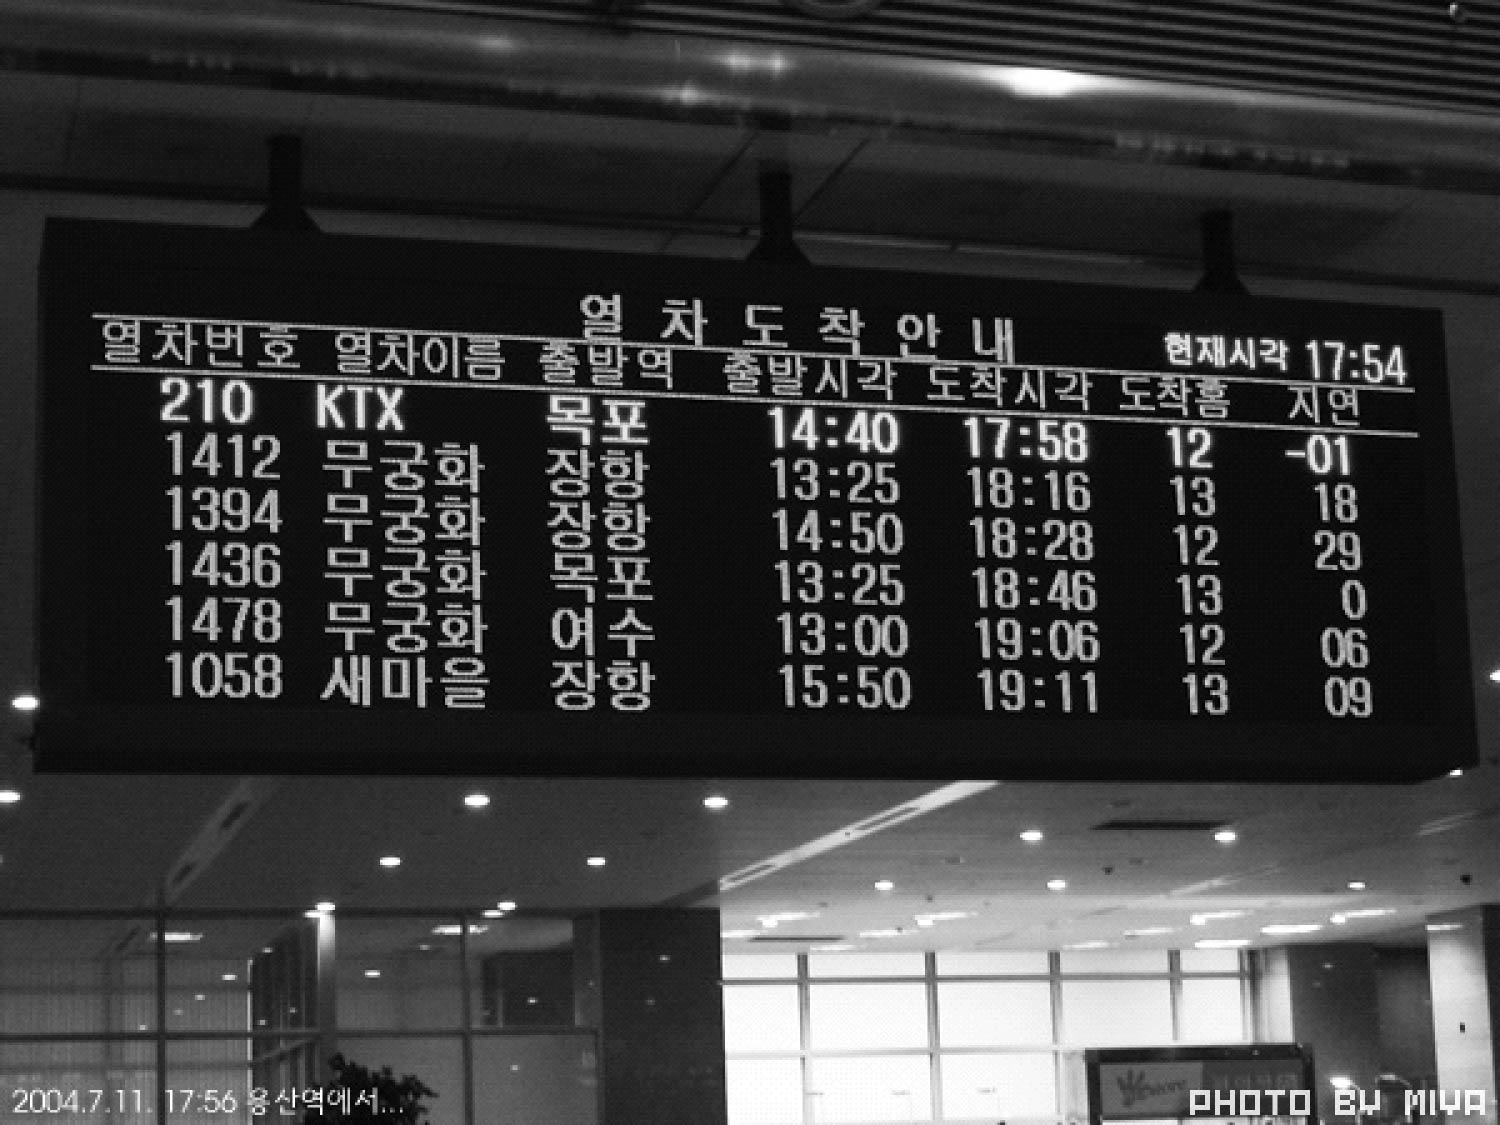 열차도착안내
현재시각 17:54
열차번호 열차이름 출발역 출발시각 도착시각 도착홈 지연
210 KTX 목포 14:40 17:58 12 -01
1412 무궁화 장항 13:25 18:16 13 18
1394 무궁화 장항 14:50 18:28 12 29
1436 무궁화 목포 13:25 18:46 13 0
1478 무궁화 여수 13:00 19:06 12 06
1058 새마을 장항 15:50 19:11 13 09
2004.7.11. 17:56 용산역에서...
PHOTO BY MIVA